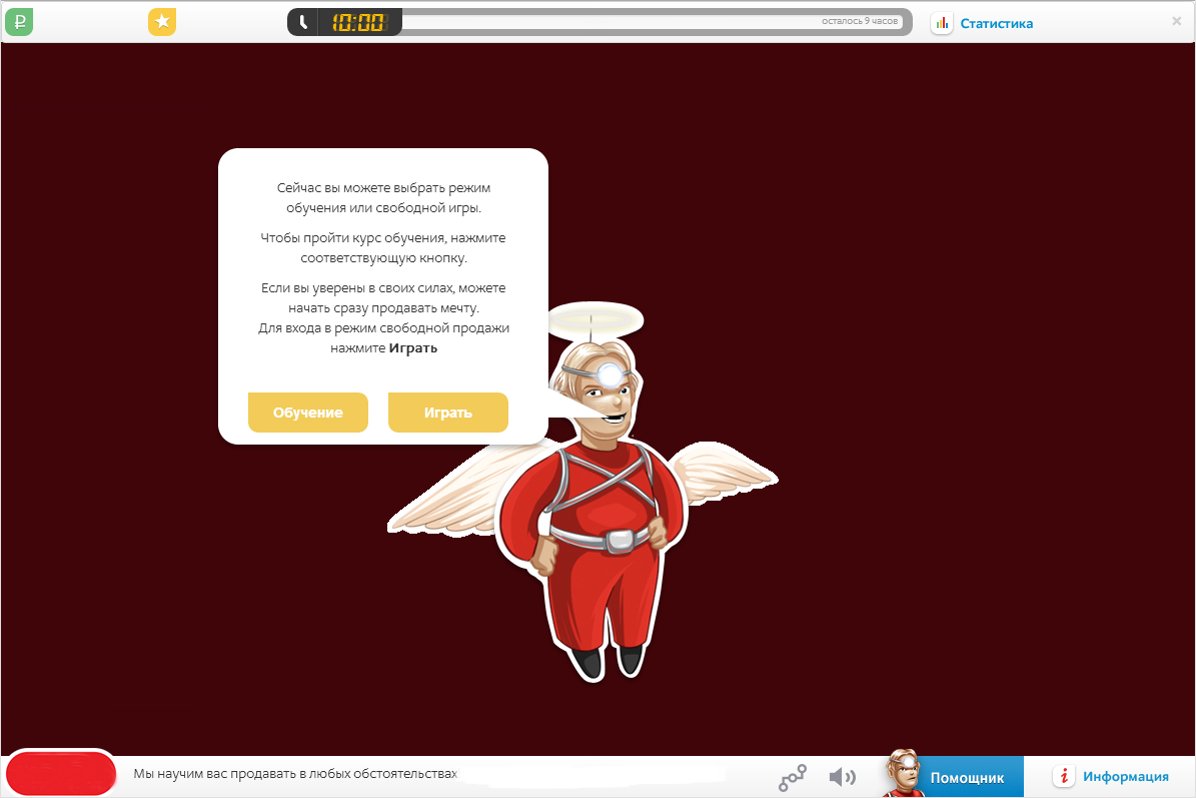 10:00
осталось 9 часов
Статистика
Сейчас вы можете выбрать режим
обучения или свободной игры.
Чтобы пройти курс обучения, нажмите
соответствующую кнопку.
Если вы уверены в своих силах, можете
начать сразу продавать мечту.
Для входа в режим свободной продажи
нажмите Играть
Обучение
Играть
Мы научим вас продавать в любых обстоятельствах
Помощник
Информация